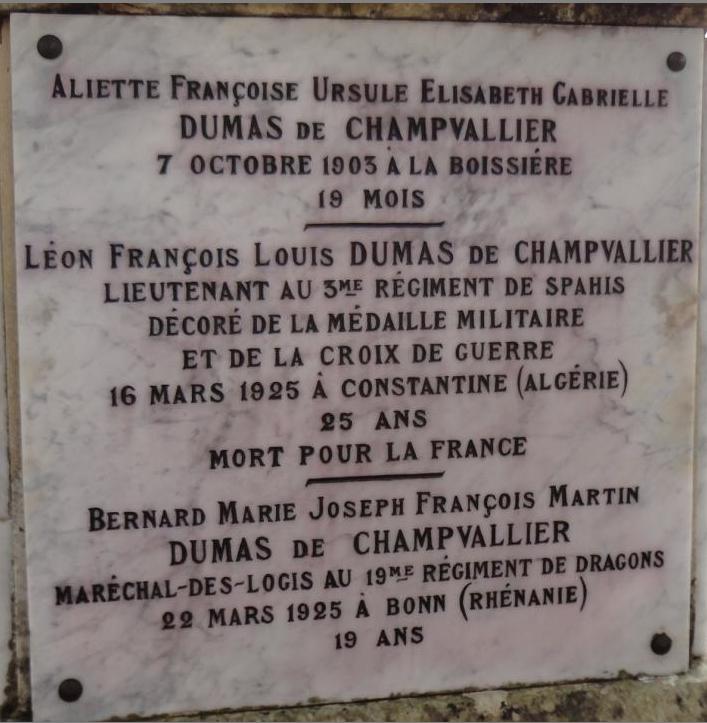 ALIETTE FRANÇOISE URSULE ELISABETH GABRIELLE
DUMAS DE CHAMPVALLIER
7 OCTOBRE 1903 À LA BOISSIÉRE
19 MOIS
LÉON FRANÇOIS LOUIS DUMAS DE CHAMPVALLIER
LIEUTENANT AU 3ME RÉGIMENT DE SPAHIS
DÉCORÉ DE LA MÉDAILLE MILITAIRE
ET DE LA CROIX DE GUERRE
16 MARS 1925 À CONSTANTINE (ALGÉRIE)
25 ANS
MORT POUR LA FRANCE
BERNARD MARIE JOSEPH FRANÇOIS MARTIN
DUMAS DE CHAMPVALLIER
MARÉCHAL-DES-LOGIS AU 19ME RÉGIMENT DE DRAGONS
22 MARS 1925 À BONN (RHÉNANIE)
19 ANS